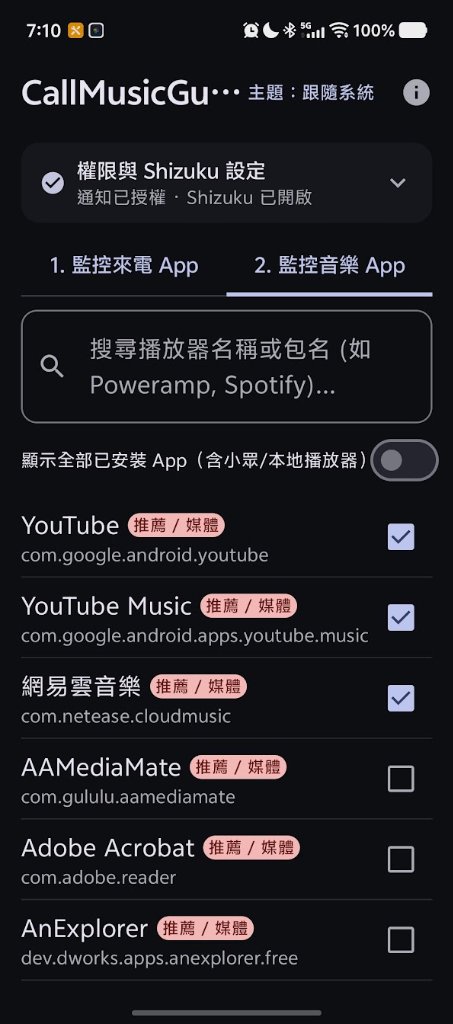 7:10 5G 100%
CallMusicGu··· 主題：跟隨系統
權限與 Shizuku 設定
通知已授權 · Shizuku 已開啟
1. 監控來電 App 2. 監控音樂 App
搜尋播放器名稱或包名 (如
Poweramp, Spotify)...
顯示全部已安裝 App（含小眾/本地播放器）
YouTube 推薦 / 媒體
com.google.android.youtube
YouTube Music 推薦 / 媒體
com.google.android.apps.youtube.music
網易雲音樂 推薦 / 媒體
com.netease.cloudmusic
AAMediaMate 推薦 / 媒體
com.gululu.aamediamate
Adobe Acrobat 推薦 / 媒體
com.adobe.reader
AnExplorer 推薦 / 媒體
dev.dworks.apps.anexplorer.free